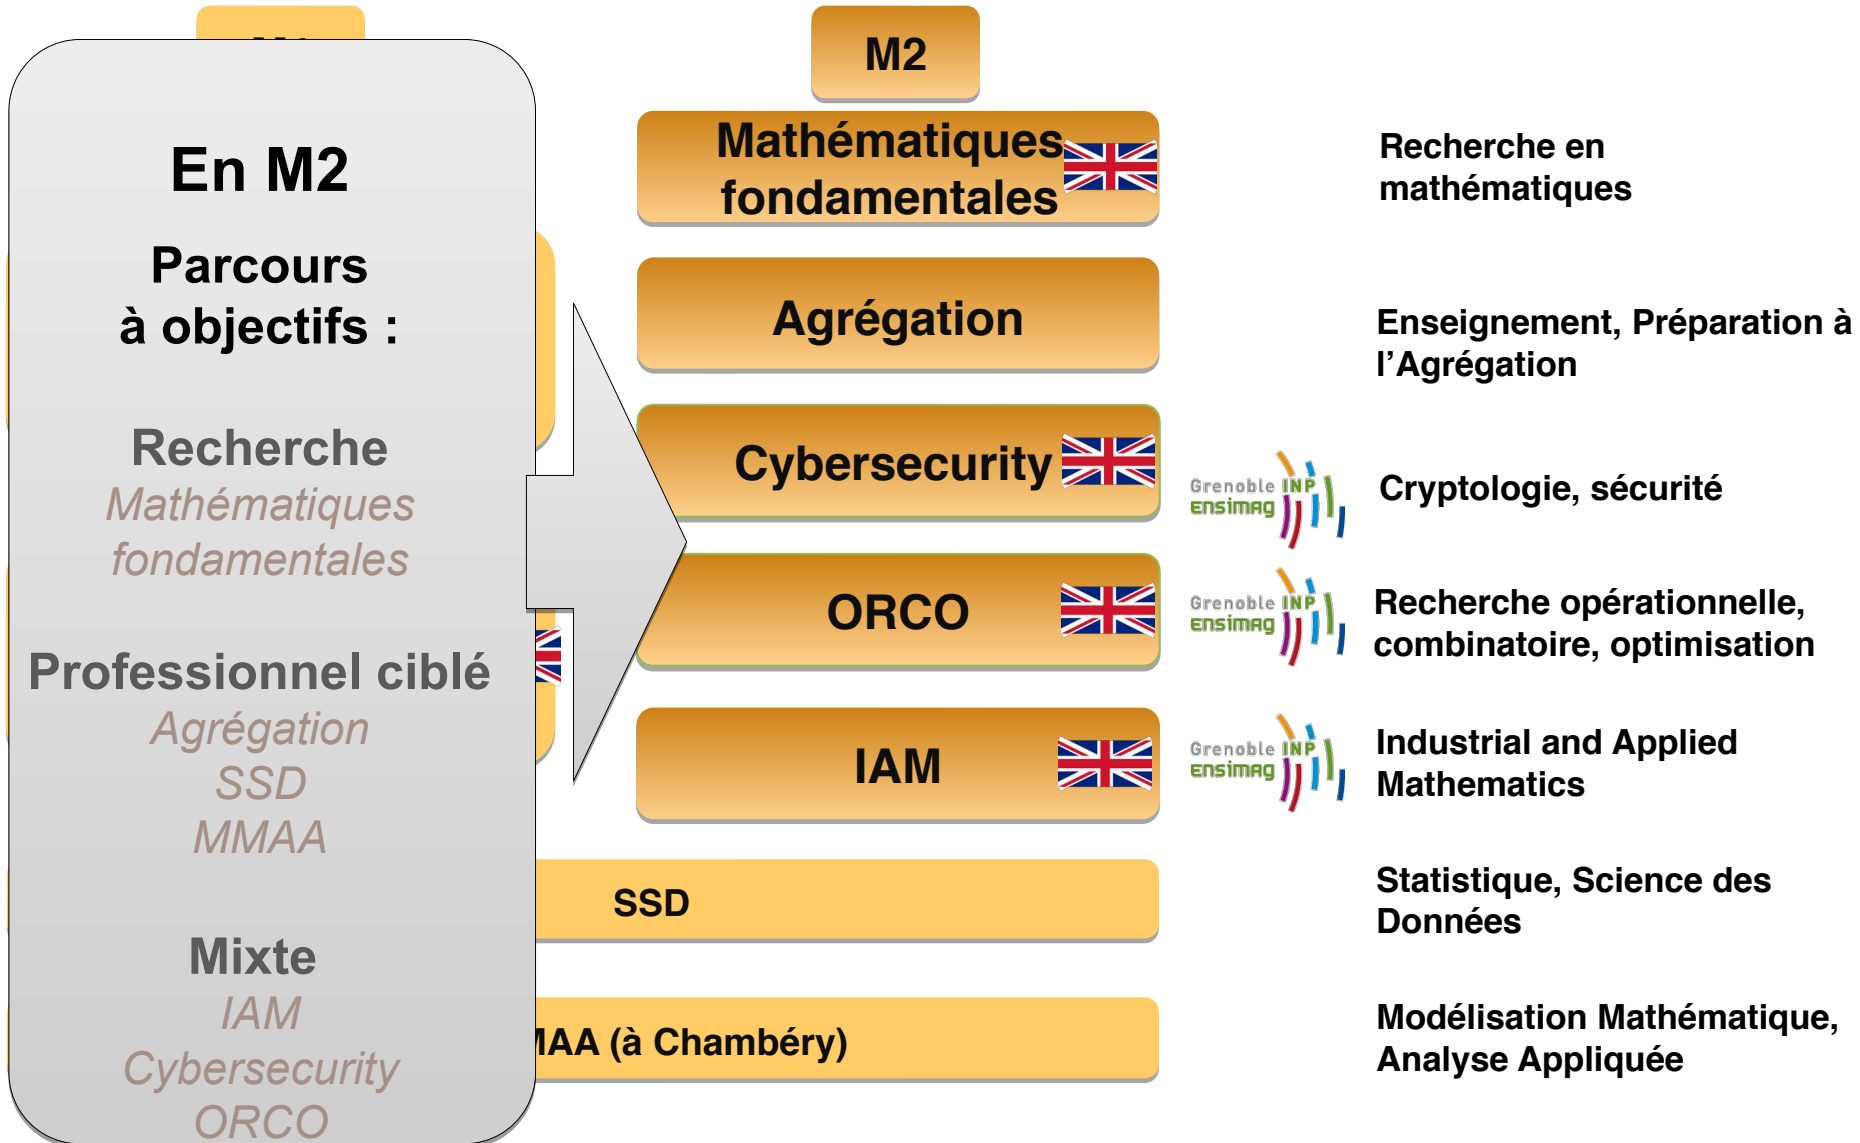 M2
En M2
Parcours
à objectifs :
Recherche
Mathématiques
fondamentales
Professionnel ciblé
Agrégation
SSD
MMAA
Mixte
IAM
Cybersecurity
ORCO
Mathématiques
fondamentales
Recherche en
mathématiques
Agrégation
Enseignement, Préparation à
l’Agrégation
Cybersecurity
Grenoble INP
Ensimag
Cryptologie, sécurité
ORCO
Grenoble INP
Ensimag
Recherche opérationnelle,
combinatoire, optimisation
IAM
Grenoble INP
Ensimag
Industrial and Applied
Mathematics
SSD
Statistique, Science des
Données
(à Chambéry)
Modélisation Mathématique,
Analyse Appliquée